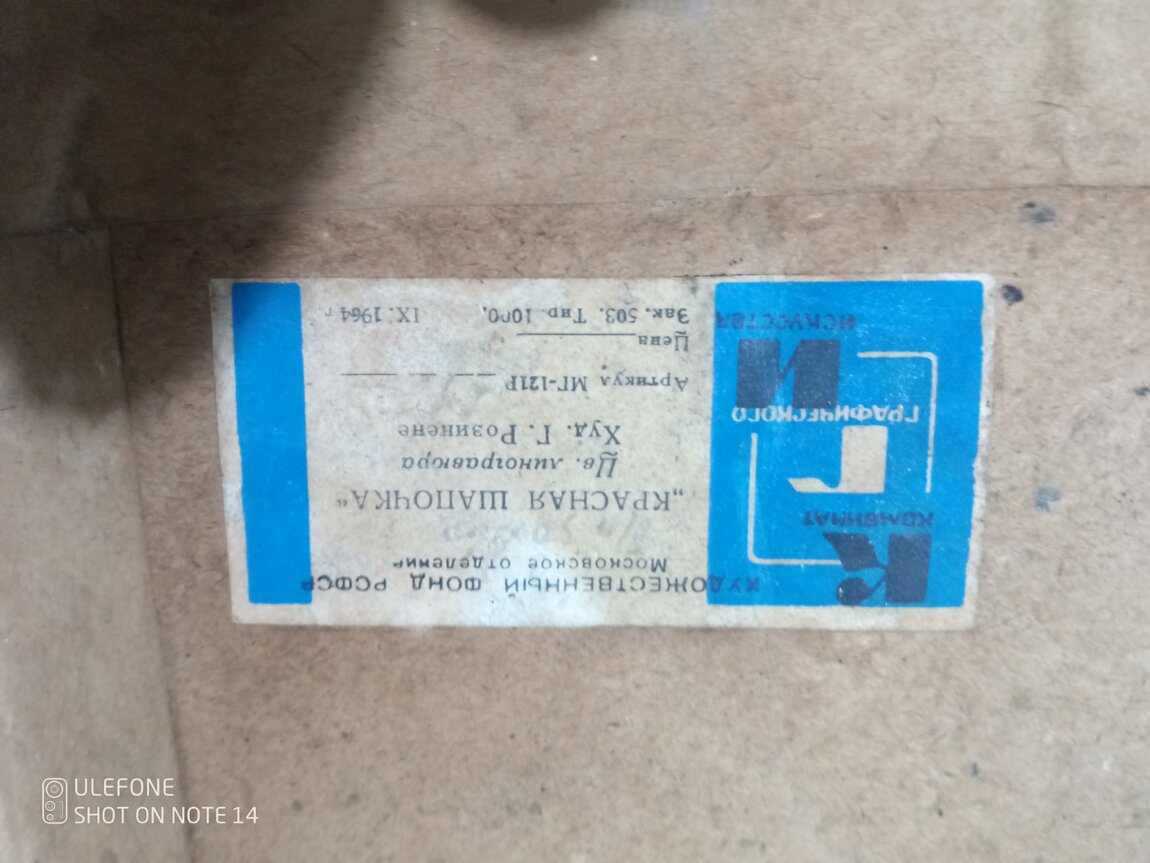 ХУДОЖЕСТВЕННЫЙ ФОНД РСФСР
МОСКОВСКОЕ ОТДЕЛЕНИЕ
„КРАСНАЯ ШАПОЧКА“
Цв. линогравюра
Худ. Г. Розинене
Артикул МГ-121Р
Цена
Зак. 503. Тир. 1000. IX. 1964 г
К
КОМБИНАТ
Г
ГРАФИЧЕСКОГО
И
ИСКУССТВА
ULEFONE
SHOT ON NOTE 14